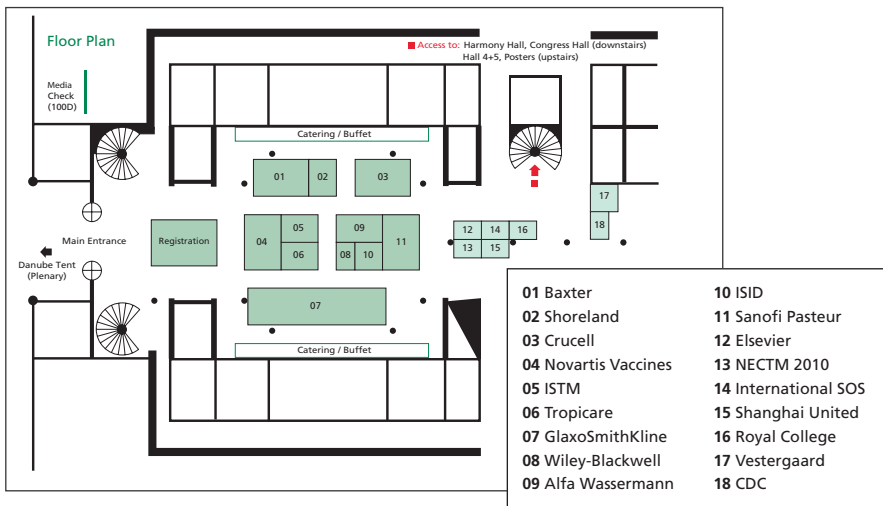 Floor Plan
Access to: Harmony Hall, Congress Hall (downstairs)
Hall 4+5, Posters (upstairs)
Media
Check
(100D)
Catering / Buffet
01
02
03
17
18
Main Entrance
Registration
04
05
06
09
08
10
11
12
14
16
13
15
Danube Tent
(Plenary)
07
Catering / Buffet
01 Baxter
02 Shoreland
03 Crucell
04 Novartis Vaccines
05 ISTM
06 Tropicare
07 GlaxoSmithKline
08 Wiley-Blackwell
09 Alfa Wassermann
10 ISID
11 Sanofi Pasteur
12 Elsevier
13 NECTM 2010
14 International SOS
15 Shanghai United
16 Royal College
17 Vestergaard
18 CDC